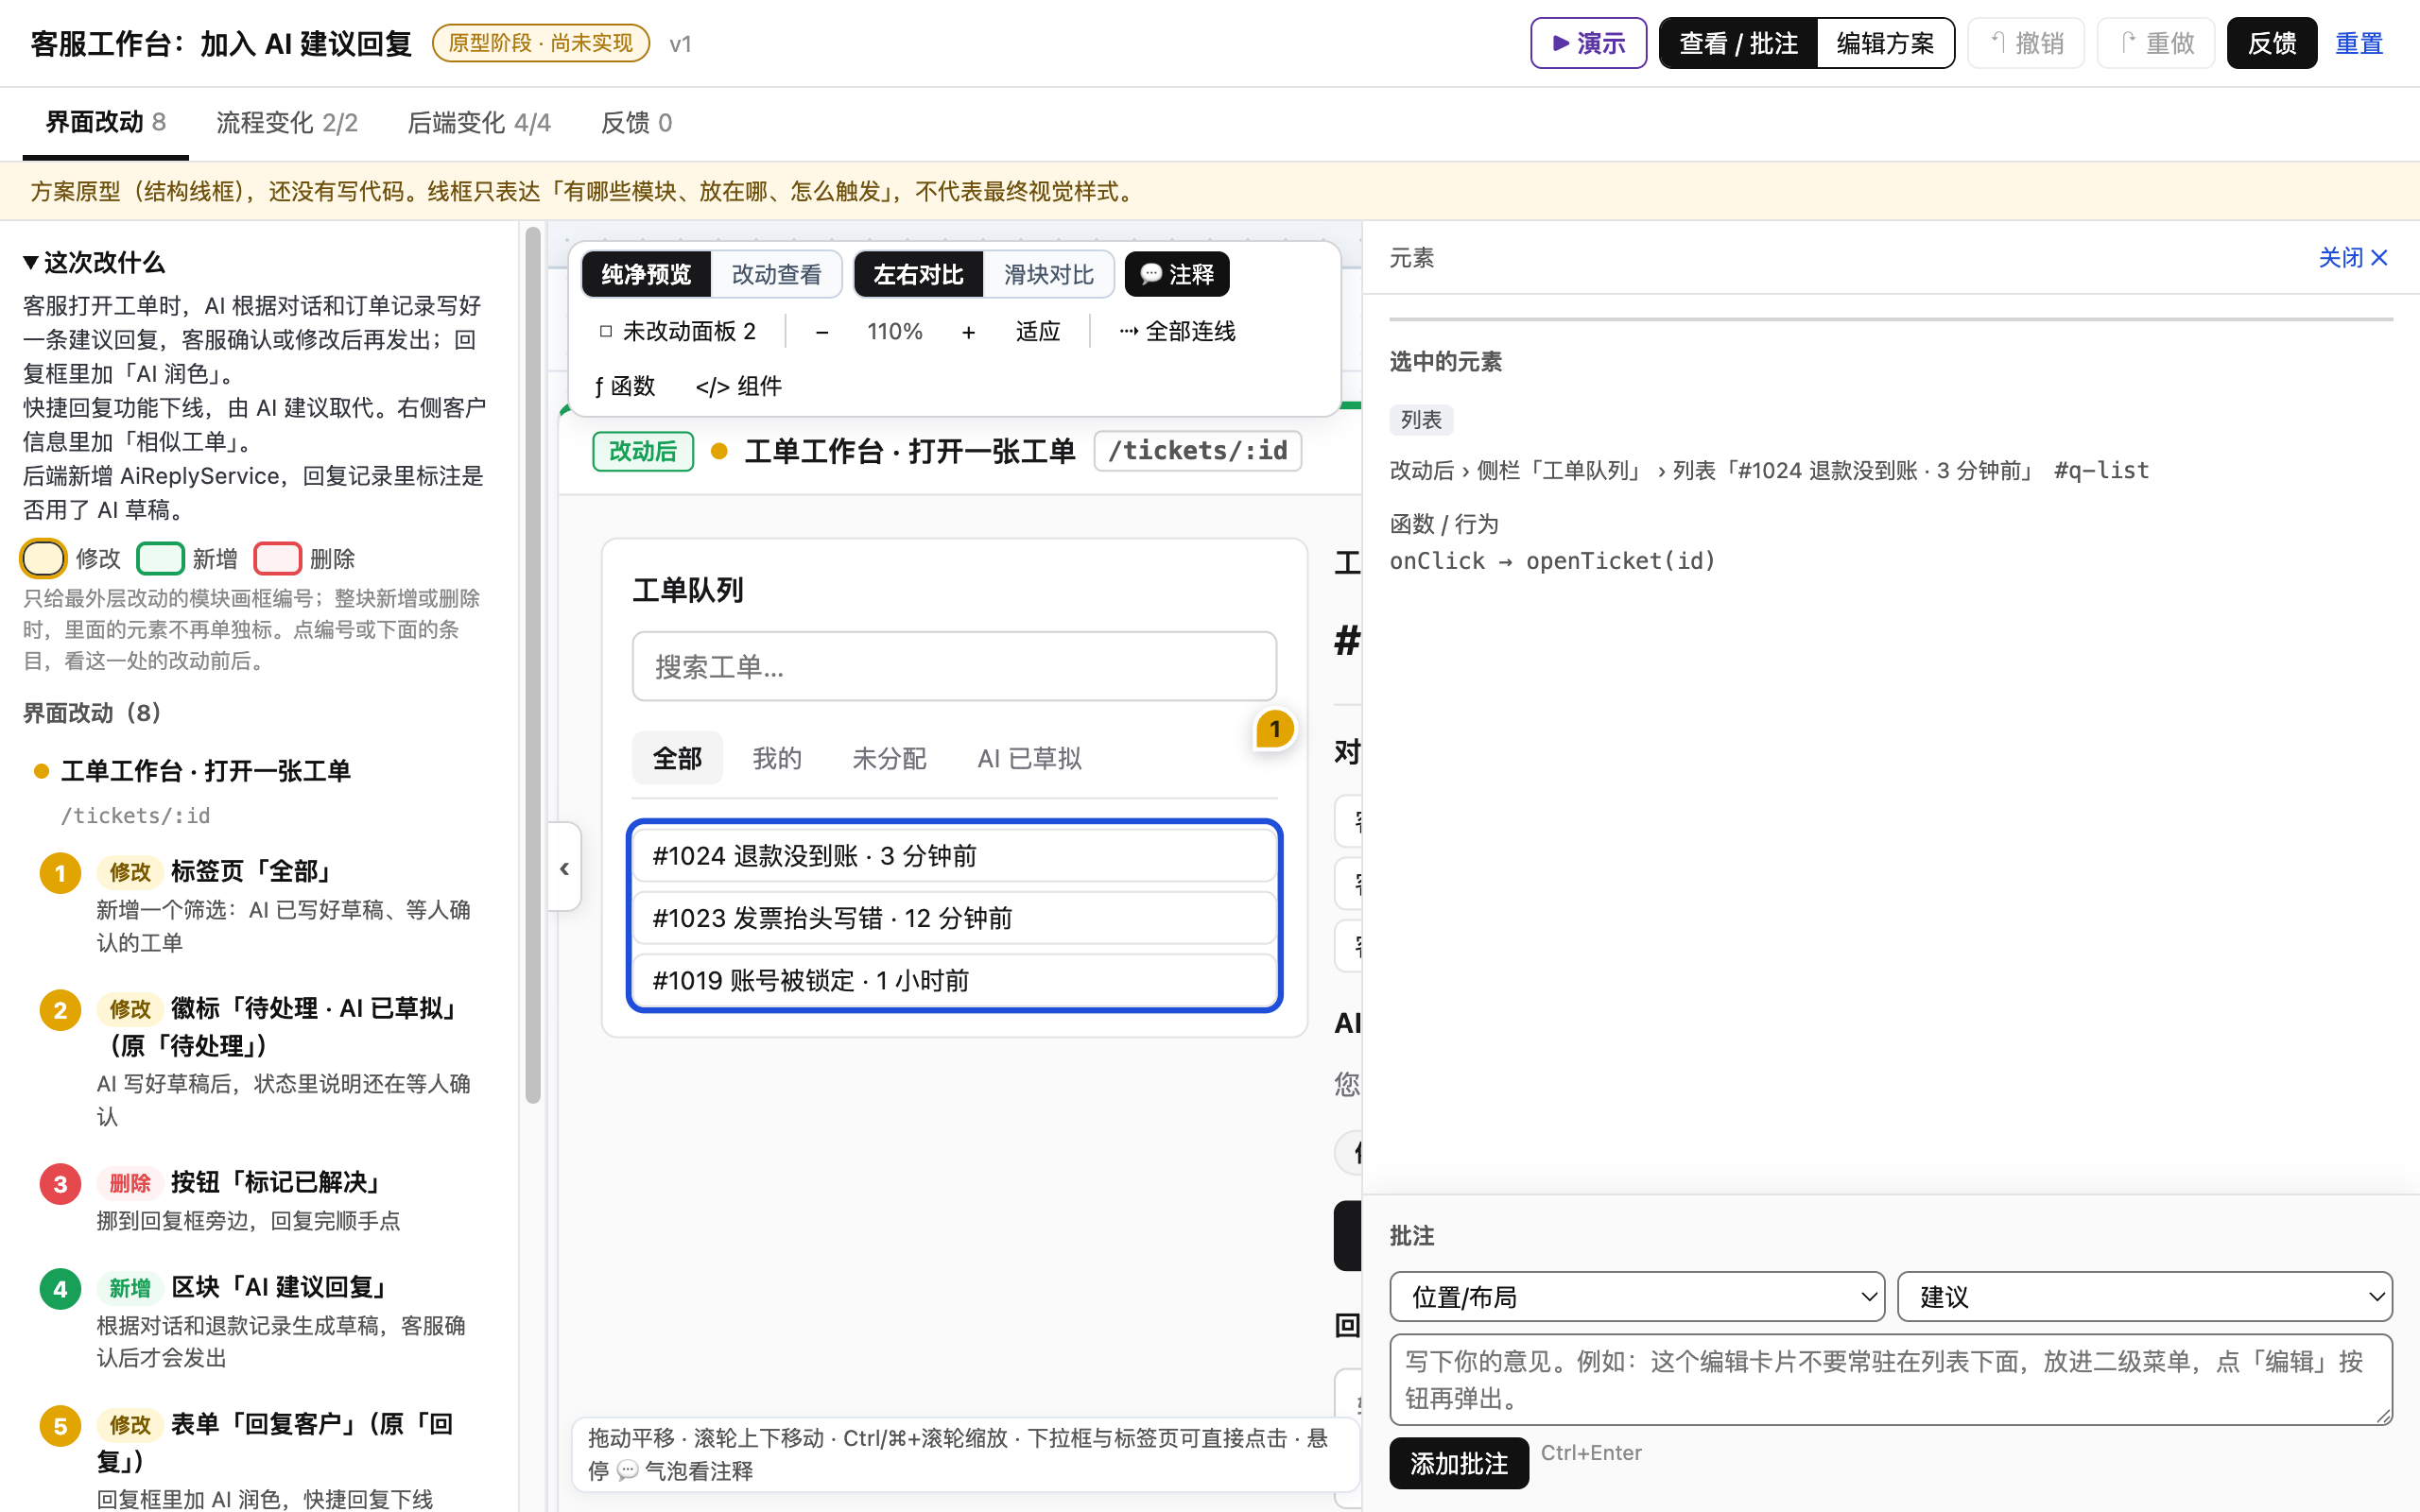 客服工作台：加入 AI 建议回复
原型阶段 · 尚未实现
v1
▶ 演示
查看 / 批注
编辑方案
撤销
重做
反馈
重置
界面改动 8
流程变化 2/2
后端变化 4/4
反馈 0
方案原型（结构线框），还没有写代码。线框只表达「有哪些模块、放在哪、怎么触发」，不代表最终视觉样式。
▼ 这次改什么
客服打开工单时，AI 根据对话和订单记录写好
一条建议回复，客服确认或修改后再发出；回
复框里加「AI 润色」。
快捷回复功能下线，由 AI 建议取代。右侧客户
信息里加「相似工单」。
后端新增 AiReplyService，回复记录里标注是
否用了 AI 草稿。
修改
新增
删除
只给最外层改动的模块画框编号；整块新增或删除
时，里面的元素不再单独标。点编号或下面的条
目，看这一处的改动前后。
界面改动（8）
工单工作台 · 打开一张工单
/tickets/:id
1 修改 标签页「全部」
新增一个筛选：AI 已写好草稿、等人确
认的工单
2 修改 徽标「待处理 · AI 已草拟」
（原「待处理」）
AI 写好草稿后，状态里说明还在等人确
认
3 删除 按钮「标记已解决」
挪到回复框旁边，回复完顺手点
4 新增 区块「AI 建议回复」
根据对话和退款记录生成草稿，客服确
认后才会发出
5 修改 表单「回复客户」（原「回
复」）
回复框里加 AI 润色，快捷回复下线
纯净预览
改动查看
左右对比
滑块对比
注释
未改动面板 2
−
110%
+
适应
⇢ 全部连线
ƒ 函数
</> 组件
改动后
工单工作台 · 打开一张工单
/tickets/:id
工单队列
搜索工单...
1
全部
我的
未分配
AI 已草拟
#1024 退款没到账 · 3 分钟前
#1023 发票抬头写错 · 12 分钟前
#1019 账号被锁定 · 1 小时前
‹
工
#
对
AI
您
回
拖动平移 · 滚轮上下移动 · Ctrl/⌘+滚轮缩放 · 下拉框与标签页可直接点击 · 悬
停 💬 气泡看注释
元素
关闭 ✕
选中的元素
列表
改动后 › 侧栏「工单队列」 › 列表「#1024 退款没到账 · 3 分钟前」 #q-list
函数 / 行为
onClick → openTicket(id)
批注
位置/布局
建议
写下你的意见。例如：这个编辑卡片不要常驻在列表下面，放进二级菜单，点「编辑」按
钮再弹出。
添加批注
Ctrl+Enter